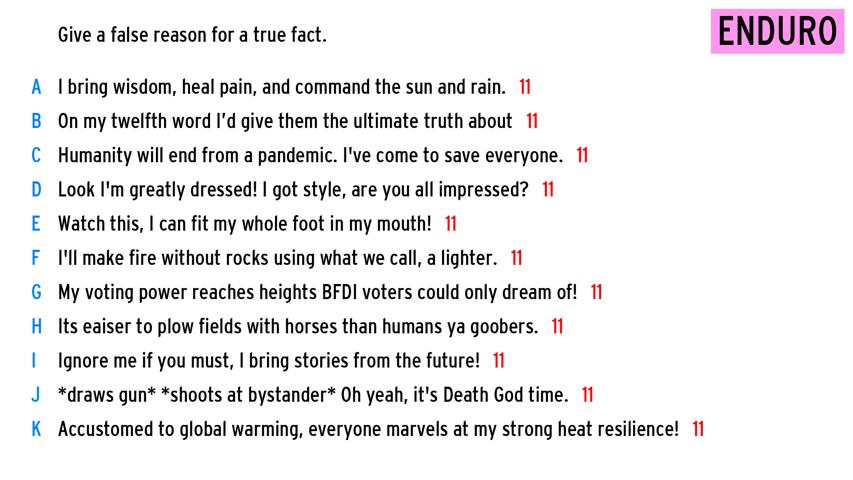 Give a false reason for a true fact.
ENDURO
A I bring wisdom, heal pain, and command the sun and rain. 11
B On my twelfth word I'd give them the ultimate truth about 11
C Humanity will end from a pandemic. I've come to save everyone. 11
D Look I'm greatly dressed! I got style, are you all impressed? 11
E Watch this, I can fit my whole foot in my mouth! 11
F I'll make fire without rocks using what we call, a lighter. 11
G My voting power reaches heights BFDI voters could only dream of! 11
H Its eaiser to plow fields with horses than humans ya goobers. 11
I Ignore me if you must, I bring stories from the future! 11
J *draws gun* *shoots at bystander* Oh yeah, it's Death God time. 11
K Accustomed to global warming, everyone marvels at my strong heat resilience! 11